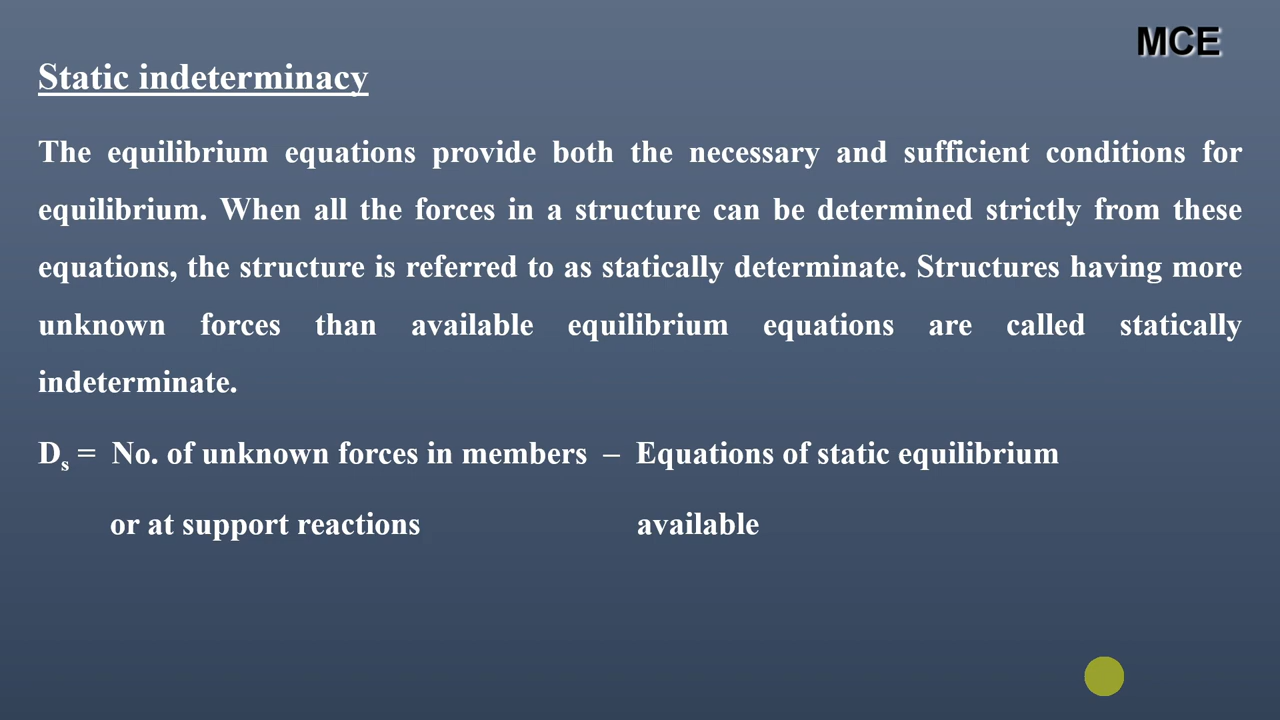 MCE
Static indeterminacy
The equilibrium equations provide both the necessary and sufficient conditions for
equilibrium. When all the forces in a structure can be determined strictly from these
equations, the structure is referred to as statically determinate. Structures having more
unknown forces than available equilibrium equations are called statically
indeterminate.
Ds = No. of unknown forces in members – Equations of static equilibrium
or at support reactions available